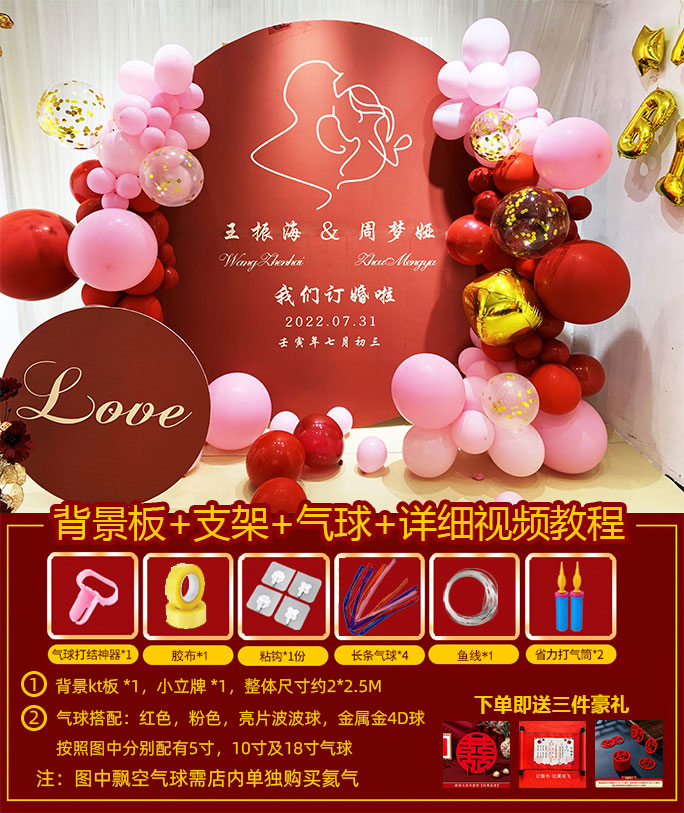 王振海 & 周梦娅
WangZhenhai ZhouMengya
我们订婚啦
2022.07.31
壬寅年七月初三
Love
背景板+支架+气球+详细视频教程
气球打结神器*1
胶布*1
粘钩*1份
长条气球*4
鱼线*1
省力打气筒*2
① 背景kt板 *1，小立牌 *1，整体尺寸约2*2.5M
② 气球搭配：红色，粉色，亮片波波球，金属金4D球
按照图中分别配有5寸，10寸及18寸气球
注：图中飘空气球需店内单独购买氦气
下单即送三件豪礼